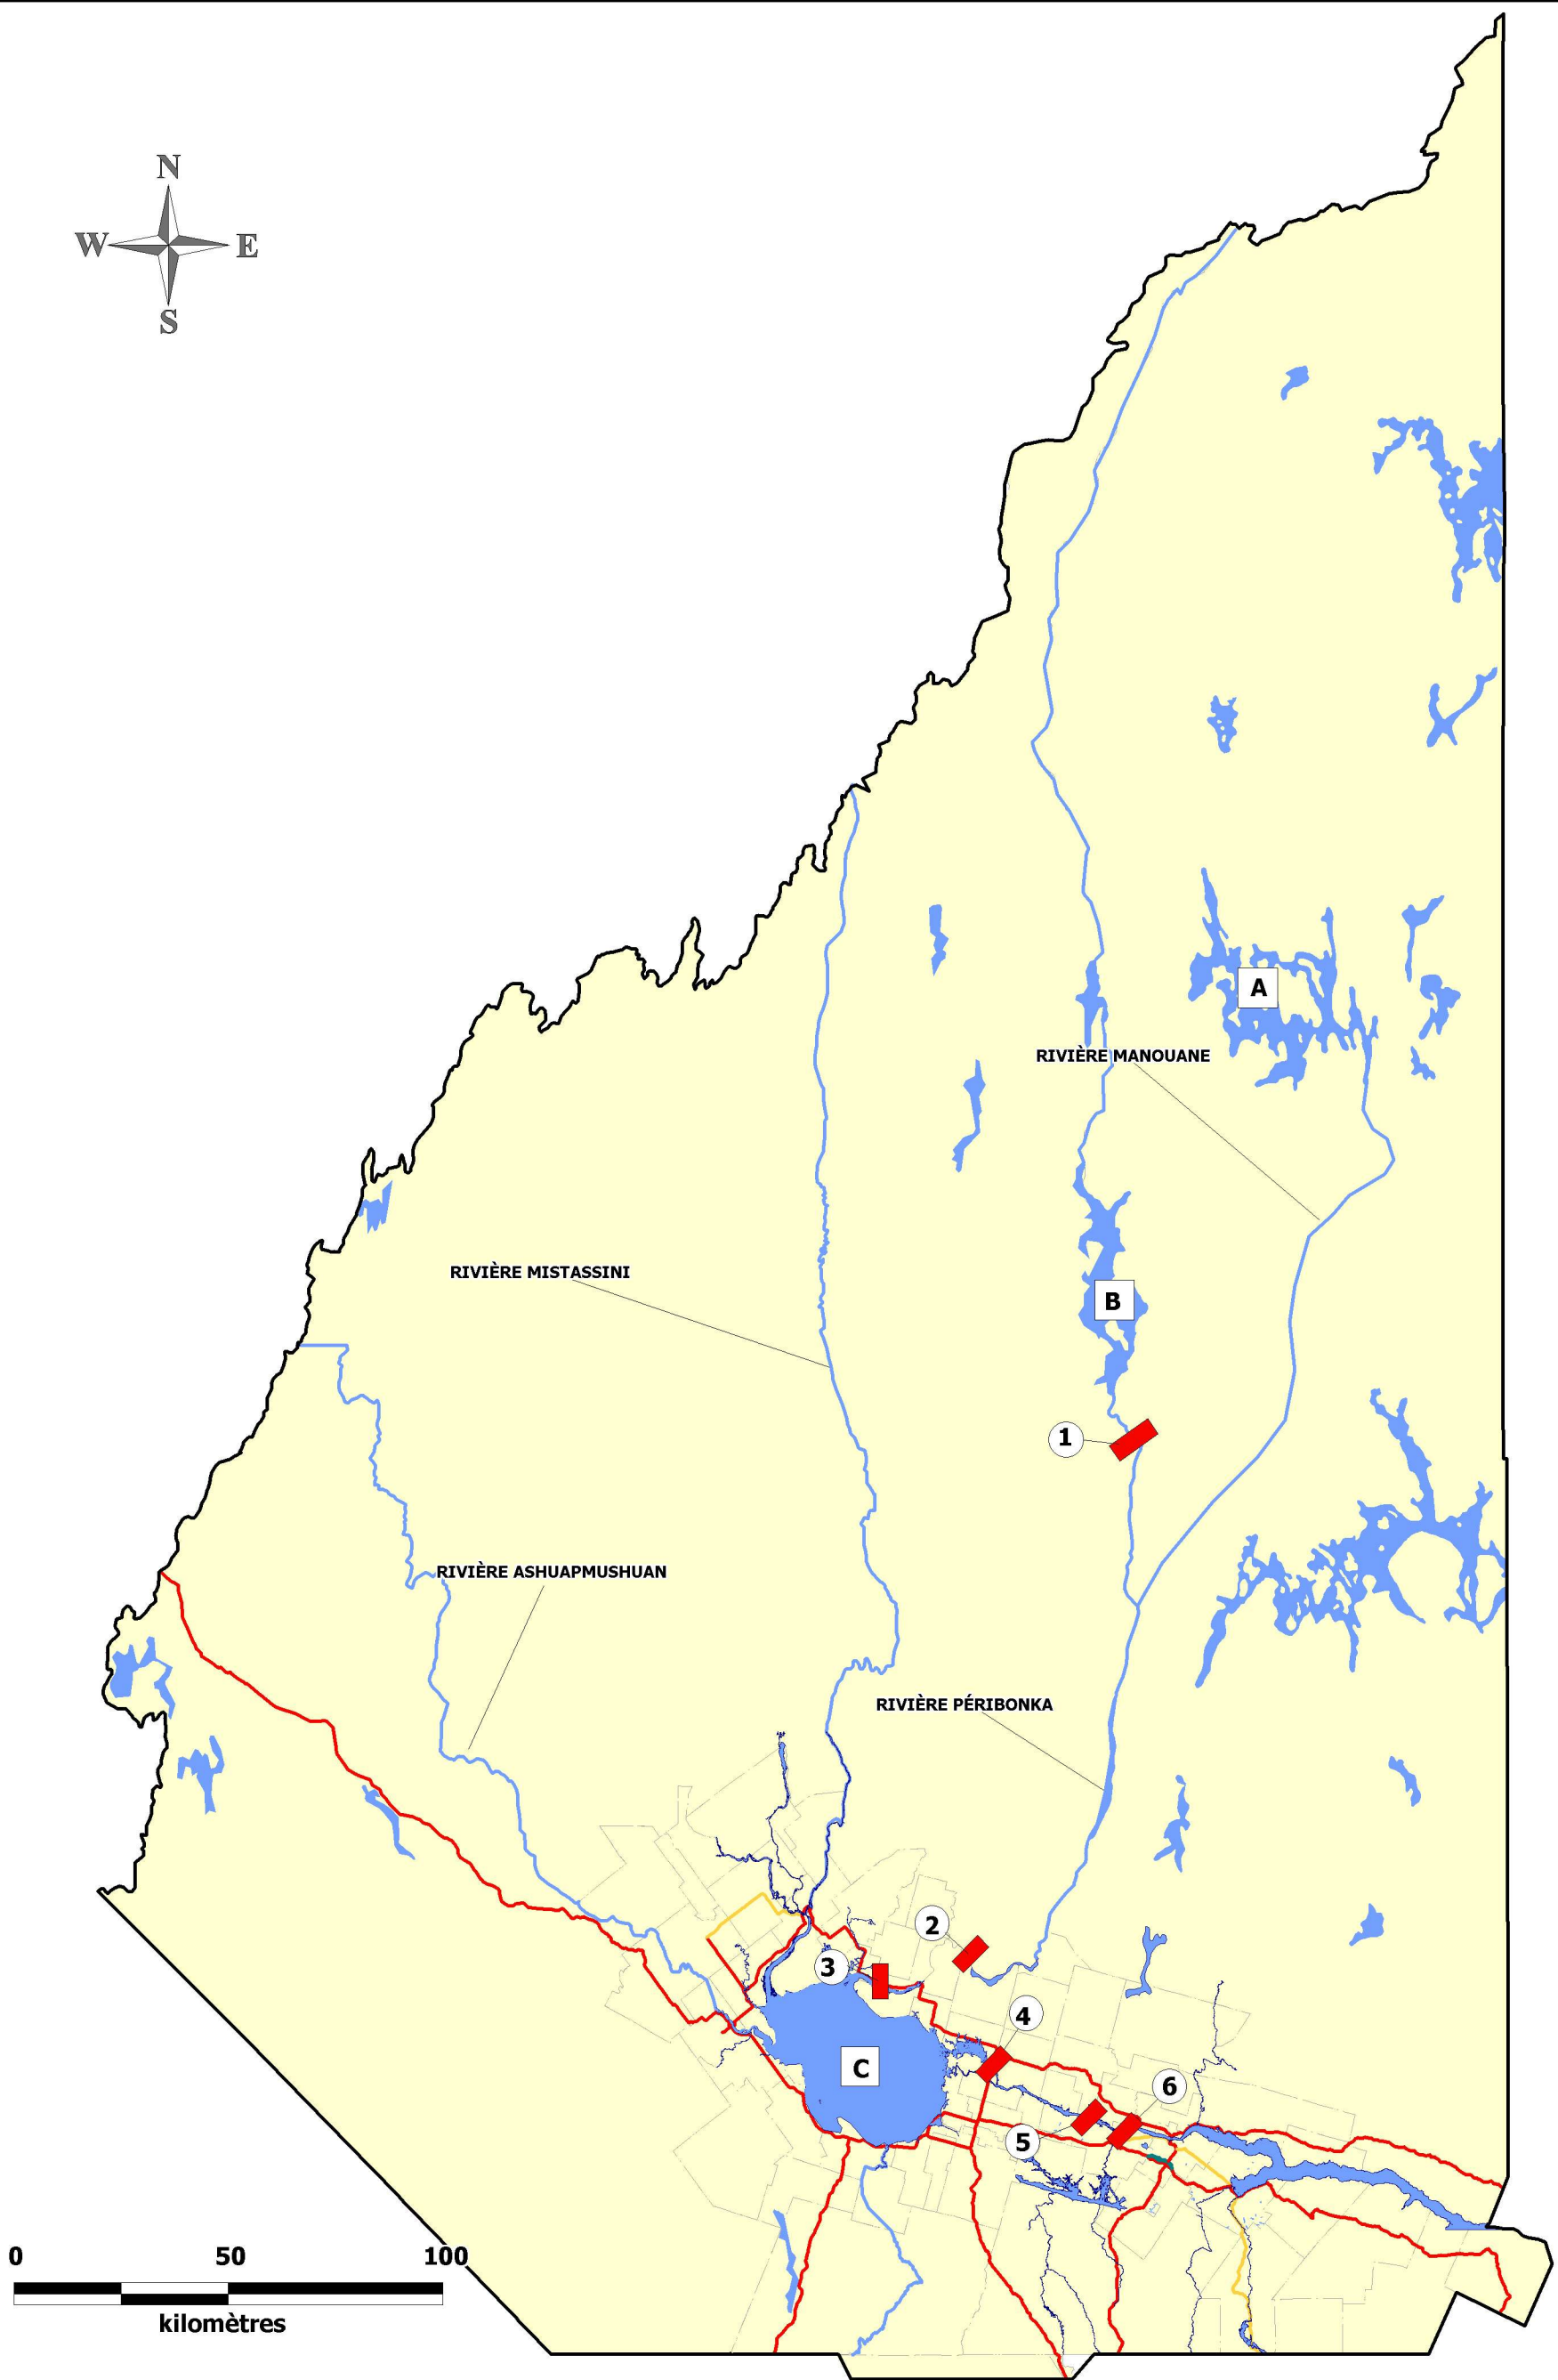 N
W E
S
A
RIVIÈRE MANOUANE
RIVIÈRE MISTASSINI
B
1
RIVIÈRE ASHUAPMUSHUAN
RIVIÈRE PÉRIBONKA
2
3
4
C
6
5
0 50 100
kilomètres